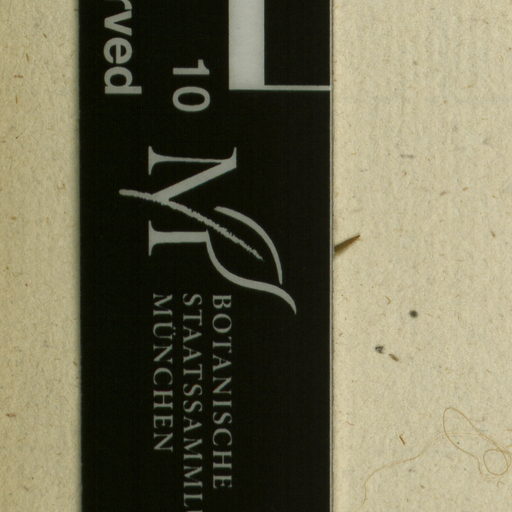 rved
10
M
BOTANISCHE
STAATSSAMML
MÜNCHEN